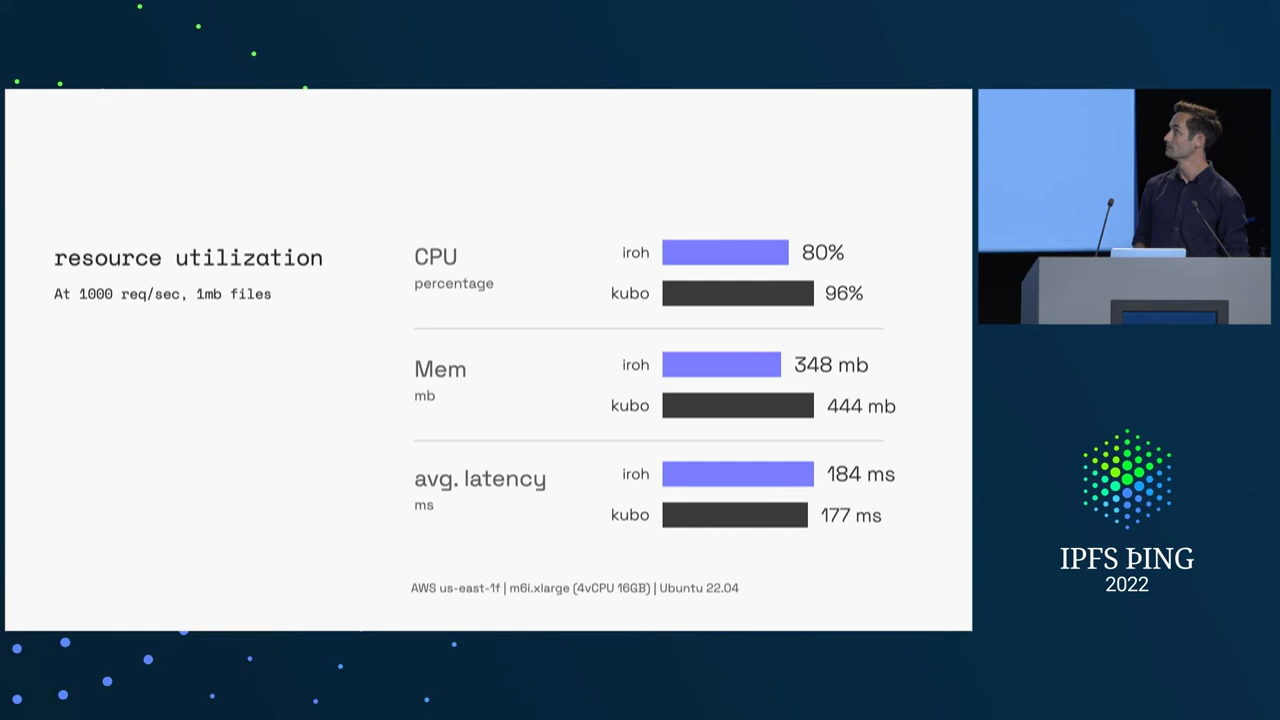 resource utilization
At 1000 req/sec, 1mb files
CPU
percentage
iroh 80%
kubo 96%
Mem
mb
iroh 348 mb
kubo 444 mb
avg. latency
ms
iroh 184 ms
kubo 177 ms
AWS us-east-1f | m6i.xlarge (4vCPU 16GB) | Ubuntu 22.04
IPFS ÞING
2022